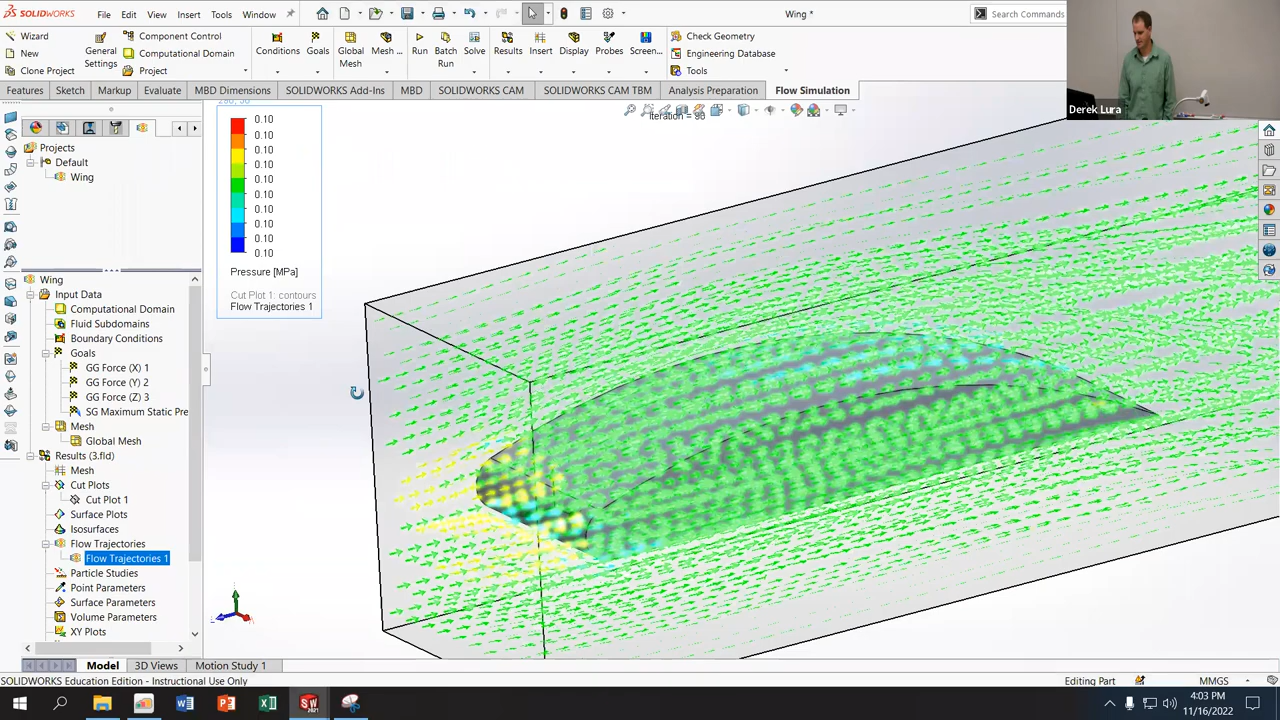 SOLIDWORKS
File
Edit
View
Insert
Tools
Window
Wing *
Search Commands
Wizard
New
Clone Project
General Settings
Component Control
Computational Domain
Project
Conditions
Goals
Global Mesh
Mesh ...
Run
Batch Run
Solve
Results
Insert
Display
Probes
Screen...
Check Geometry
Engineering Database
Tools
Features
Sketch
Markup
Evaluate
MBD Dimensions
SOLIDWORKS Add-Ins
MBD
SOLIDWORKS CAM
SOLIDWORKS CAM TBM
Analysis Preparation
Flow Simulation
Derek Lura
Iteration = 80
0.10
0.10
0.10
0.10
0.10
0.10
0.10
0.10
0.10
0.10
Pressure [MPa]
Cut Plot 1: contours
Flow Trajectories 1
Projects
Default
Wing
Wing
Input Data
Computational Domain
Fluid Subdomains
Boundary Conditions
Goals
GG Force (X) 1
GG Force (Y) 2
GG Force (Z) 3
SG Maximum Static Pre
Mesh
Global Mesh
Results (3.fld)
Mesh
Cut Plots
Cut Plot 1
Surface Plots
Isosurfaces
Flow Trajectories
Flow Trajectories 1
Particle Studies
Point Parameters
Surface Parameters
Volume Parameters
XY Plots
Model
3D Views
Motion Study 1
SOLIDWORKS Education Edition - Instructional Use Only
Editing Part
MMGS
4:03 PM
11/16/2022